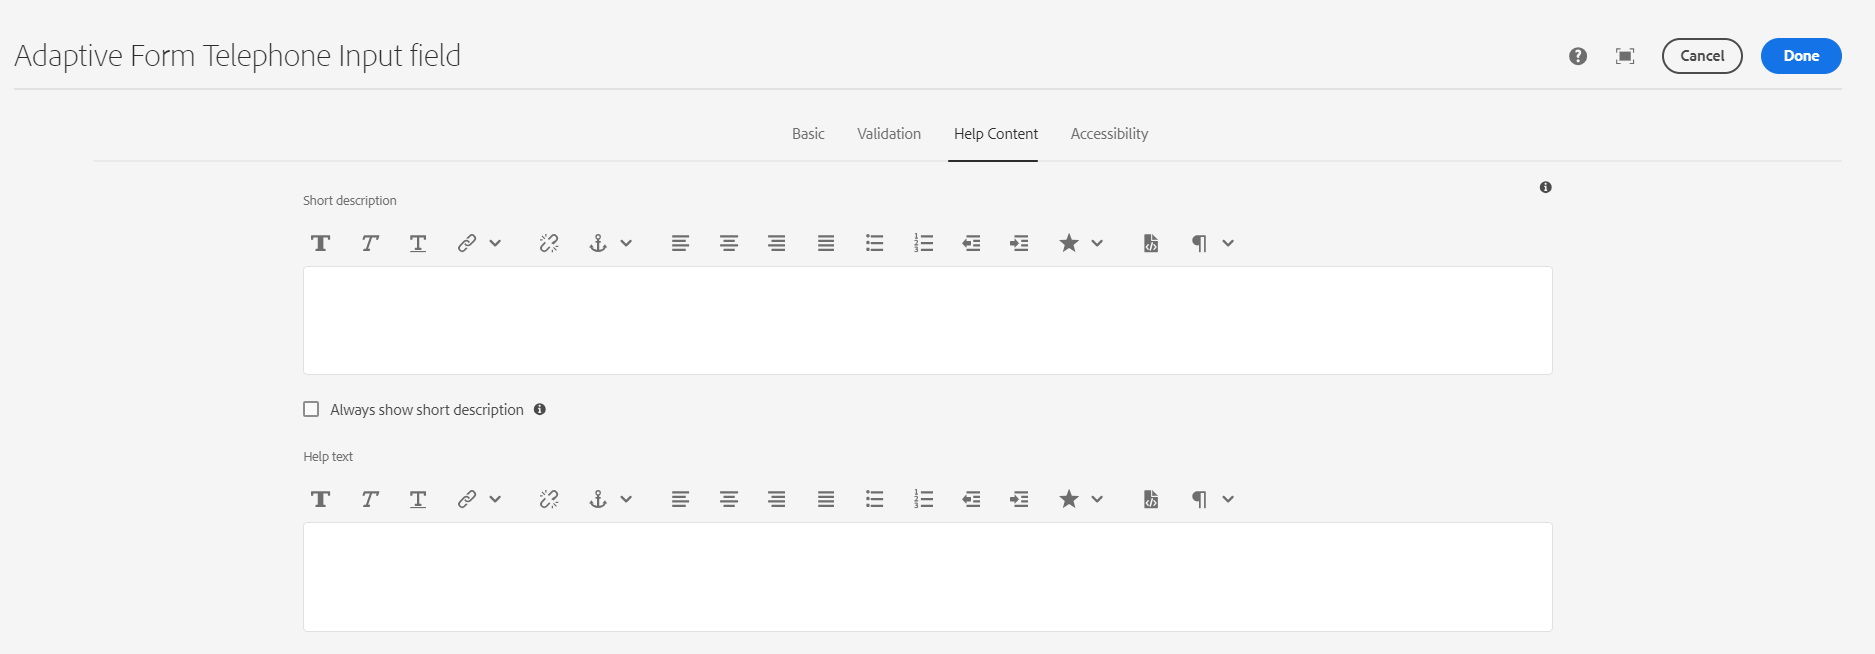 Adaptive Form Telephone Input field
Cancel
Done
Basic
Validation
Help Content
Accessibility
Short description
Always show short description
Help text